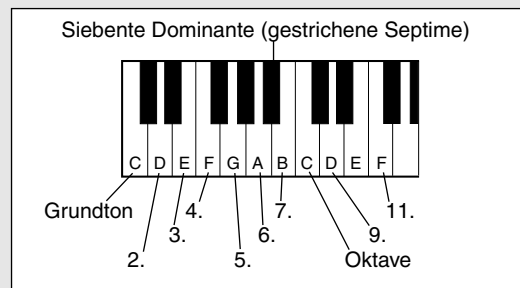 Siebente Dominante (gestrichene Septime)
C D E F G A B C D E F
Grundton 4. 7. 11.
3. 6. 9.
2. 5. Oktave